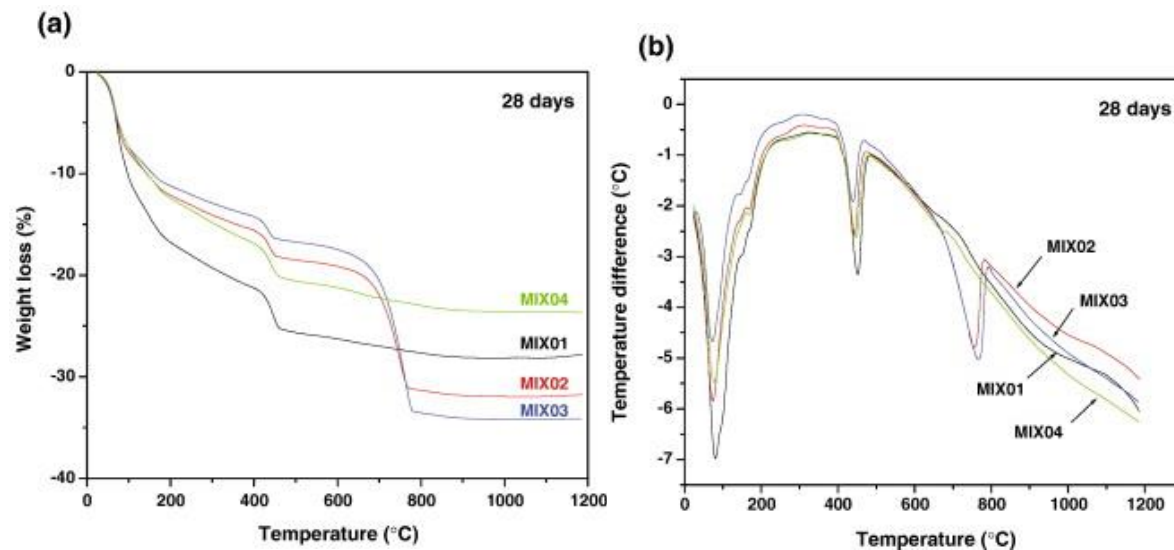 (a)
0
-10
-20
-30
-40
Weight loss (%)
28 days
MIX04
MIX01
MIX02
MIX03
0 200 400 600 800 1000 1200
Temperature (°C)
(b)
0
-1
-2
-3
-4
-5
-6
-7
Temperature difference (°C)
28 days
MIX02
MIX03
MIX01
MIX04
0 200 400 600 800 1000 1200
Temperature (°C)